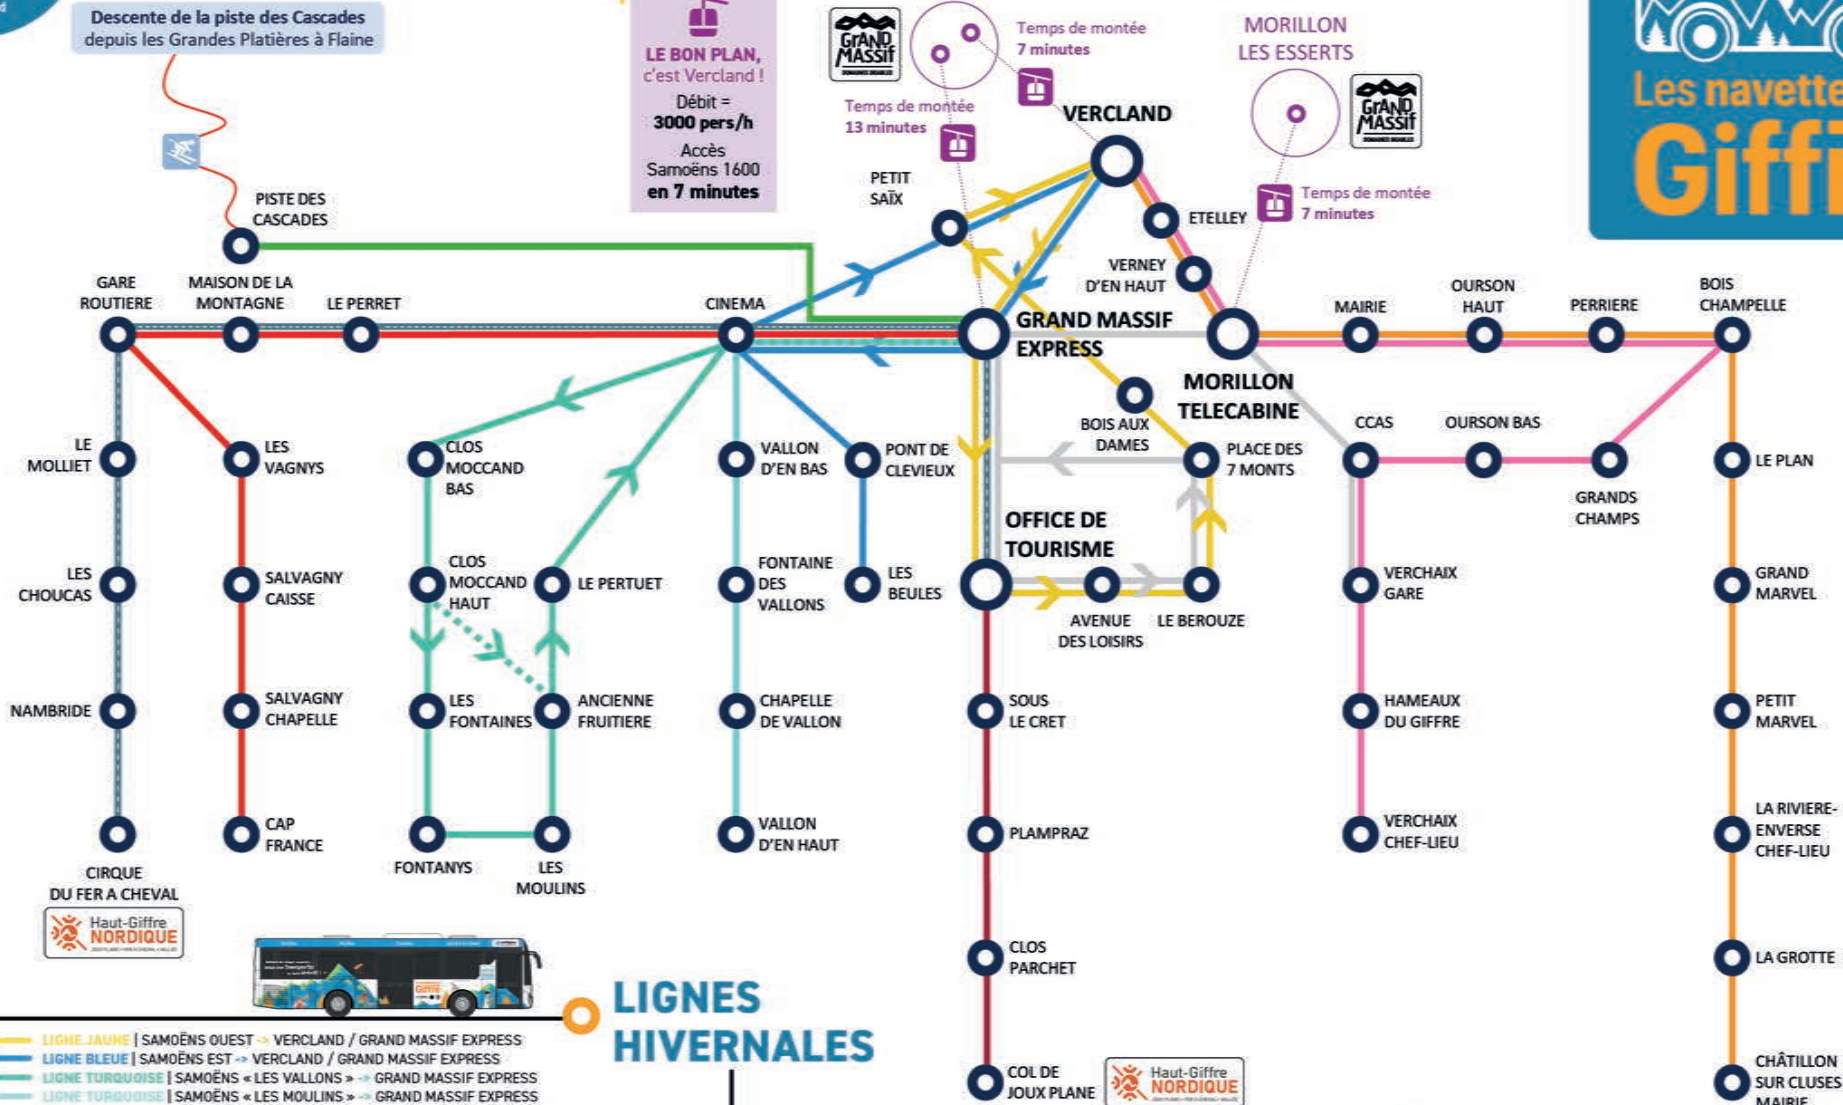 Descente de la piste des Cascades
depuis les Grandes Platières à Flaine
LE BON PLAN,
c'est Vercland !
Débit =
3000 pers/h
Accès
Samoëns 1600
en 7 minutes
GRAND
MASSIF
Temps de montée
7 minutes
Temps de montée
13 minutes
MORILLON
LES ESSERTS
GRAND
MASSIF
Temps de montée
7 minutes
Les navette
Giffr
PISTE DES
CASCADES
PETIT
SAÏX
VERCLAND
ETELLEY
VERNEY
D'EN HAUT
GARE
ROUTIERE
MAISON DE LA
MONTAGNE
LE PERRET
CINEMA
GRAND MASSIF
EXPRESS
MORILLON
TELECABINE
MAIRIE
OURSON
HAUT
PERRIERE
BOIS
CHAMPELLE
LE
MOLLIET
LES
VAGNYS
CLOS
MOCCAND
BAS
VALLON
D'EN BAS
PONT DE
CLEVIEUX
BOIS AUX
DAMES
PLACE DES
7 MONTS
CCAS
OURSON BAS
GRANDS
CHAMPS
LE PLAN
LES
CHOUCAS
SALVAGNY
CAISSE
CLOS
MOCCAND
HAUT
LE PERTUET
FONTAINE
DES
VALLONS
LES
BEULES
OFFICE DE
TOURISME
AVENUE
DES LOISIRS
LE BEROUZE
VERCHAIX
GARE
GRAND
MARVEL
NAMBRIDE
SALVAGNY
CHAPELLE
LES
FONTAINES
ANCIENNE
FRUITIERE
CHAPELLE
DE VALLON
SOUS
LE CRET
HAMEAUX
DU GIFFRE
PETIT
MARVEL
CIRQUE
DU FER A CHEVAL
Haut-Giffre
NORDIQUE
CAP
FRANCE
FONTANYS
LES
MOULINS
VALLON
D'EN HAUT
PLAMPRAZ
VERCHAIX
CHEF-LIEU
LA RIVIERE-
ENVERSE
CHEF-LIEU
CLOS
PARCHET
LA GROTTE
COL DE
JOUX PLANE
Haut-Giffre
NORDIQUE
CHÂTILLON
SUR CLUSES
MAIRIE
LIGNES
HIVERNALES
LIGNE JAUNE | SAMOËNS OUEST -> VERCLAND / GRAND MASSIF EXPRESS
LIGNE BLEUE | SAMOËNS EST -> VERCLAND / GRAND MASSIF EXPRESS
LIGNE TURQUOISE | SAMOËNS « LES VALLONS » -> GRAND MASSIF EXPRESS
LIGNE TURQUOISE | SAMOËNS « LES MOULINS » -> GRAND MASSIF EXPRESS